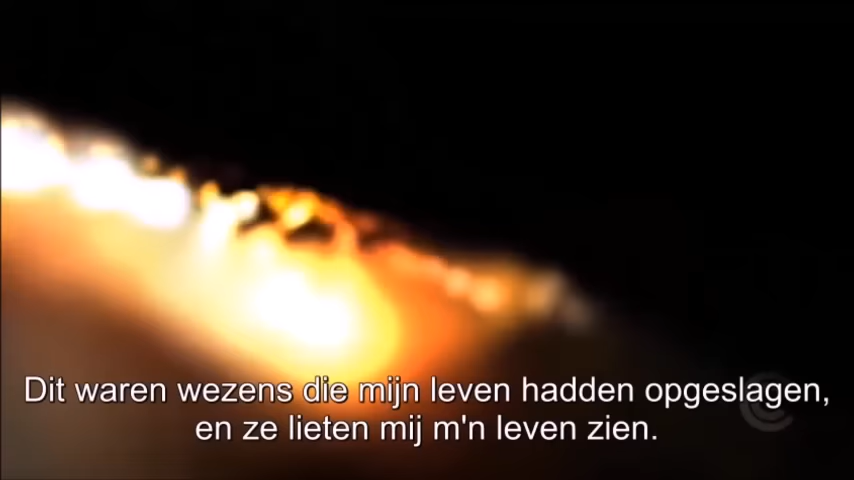 Dit waren wezens die mijn leven hadden opgeslagen,
en ze lieten mij m'n leven zien.